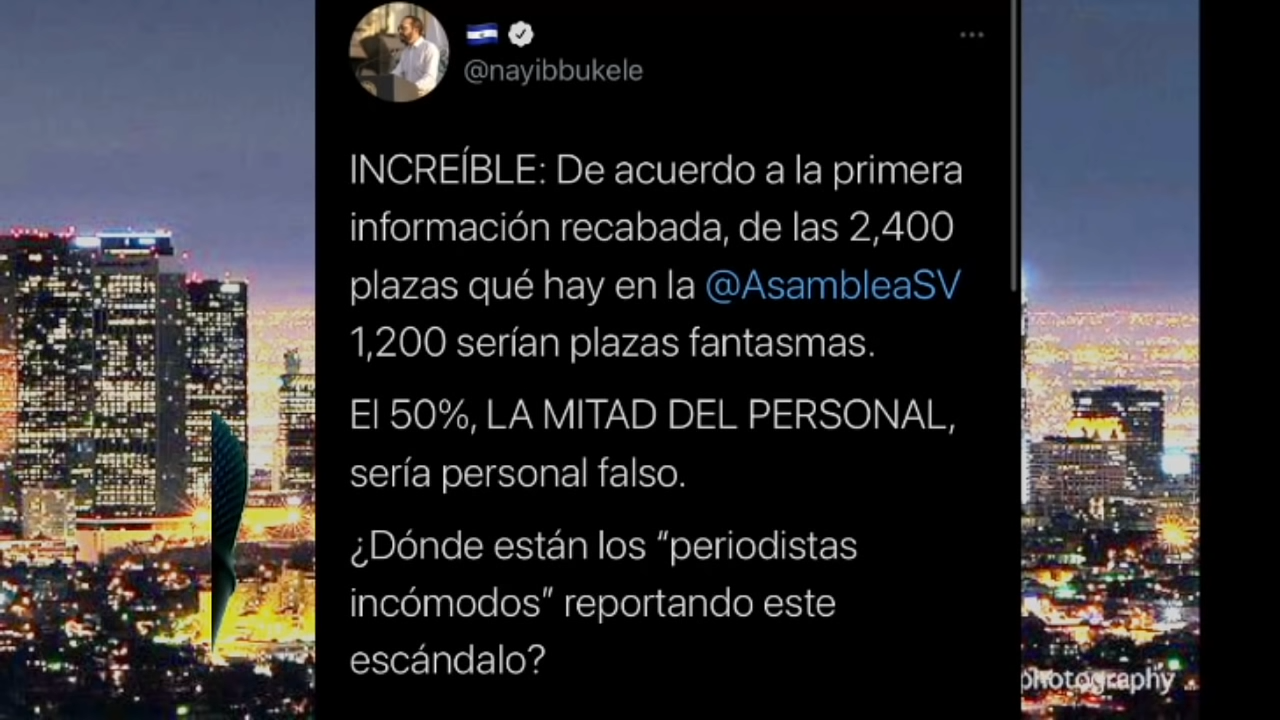 @nayibbukele
INCREÍBLE: De acuerdo a la primera
información recabada, de las 2,400
plazas qué hay en la @AsambleaSV
1,200 serían plazas fantasmas.
El 50%, LA MITAD DEL PERSONAL,
sería personal falso.
¿Dónde están los “periodistas
incómodos” reportando este
escándalo?
photography